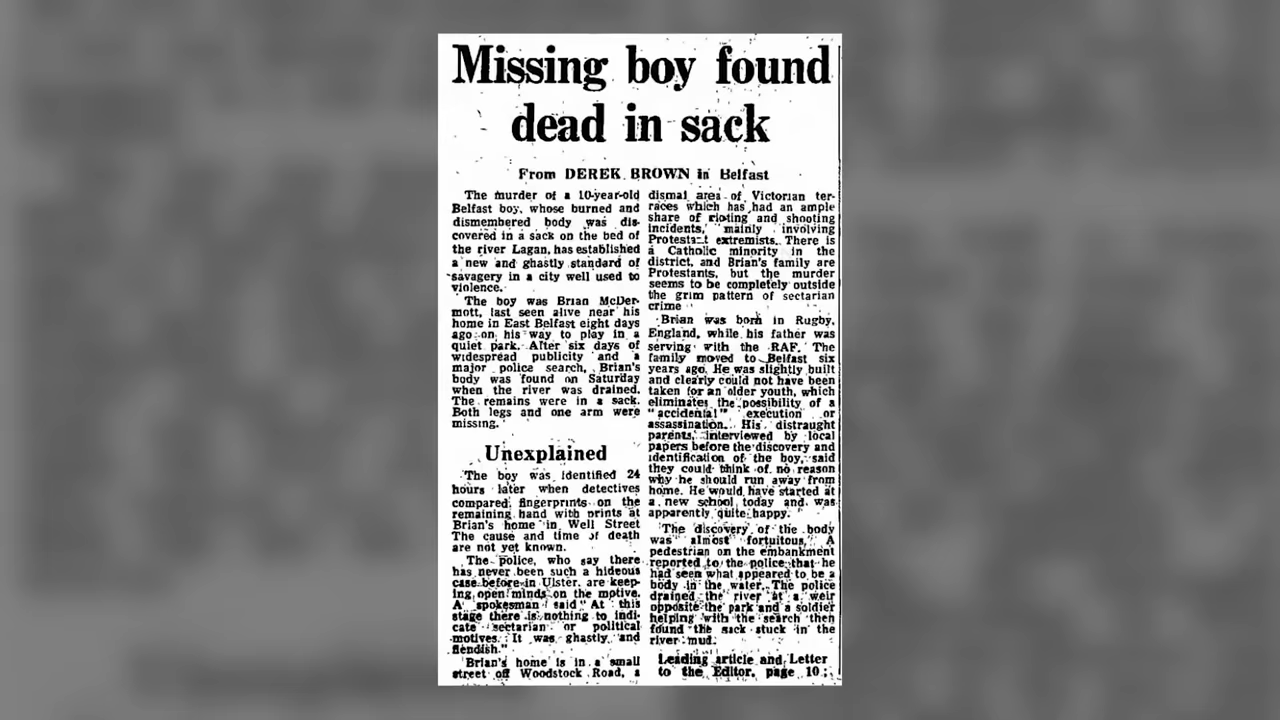 Missing boy found
dead in sack
From DEREK BROWN in Belfast
The murder of a 10-year-old
Belfast boy, whose burned and
dismembered body was dis-
covered in a sack on the bed of
the river Lagan, has established
a new and ghastly standard of
savagery in a city well used to
violence.
The boy was Brian McDer-
mott, last seen alive near his
home in East Belfast eight days
ago on his way to play in a
quiet park. After six days of
widespread publicity and a
major police search, Brian's
body was found on Saturday
when the river was drained.
The remains were in a sack.
Both legs and one arm were
missing.
Unexplained
The boy was identified 24
hours later when detectives
compared fingerprints on the
remaining hand with prints at
Brian's home in Well Street
The cause and time of death
are not yet known.
The police, who say there
has never been such a hideous
case before in Ulster, are keep-
ing open minds on the motive.
A spokesman said "At this
stage there is nothing to indi-
cate sectarian or political
motives. It was ghastly and
fiendish."
Brian's home is in a small
street off Woodstock Road, a
dismal area of Victorian ter-
races which has had an ample
share of rioting and shooting
incidents, mainly involving
Protestant extremists. There is
a Catholic minority in the
district, and Brian's family are
Protestants, but the murder
seems to be completely outside
the grim pattern of sectarian
crime
Brian was born in Rugby,
England, while his father was
serving with the RAF. The
family moved to Belfast six
years ago. He was slightly built
and clearly could not have been
taken for an older youth, which
eliminates the possibility of a
"accidental" execution or
assassination. His distraught
parents, interviewed by local
papers before the discovery and
identification of the boy, said
they could think of no reason
why he should run away from
home. He would have started at
a new school today and was
apparently quite happy.
The discovery of the body
was almost fortuitous. A
pedestrian on the embankment
reported to the police that he
had seen what appeared to be a
body in the water. The police
drained the river at a weir
opposite the park and a soldier
helping with the search then
found the sack stuck in the
river mud.
Leading article and Letter
to the Editor, page 10;